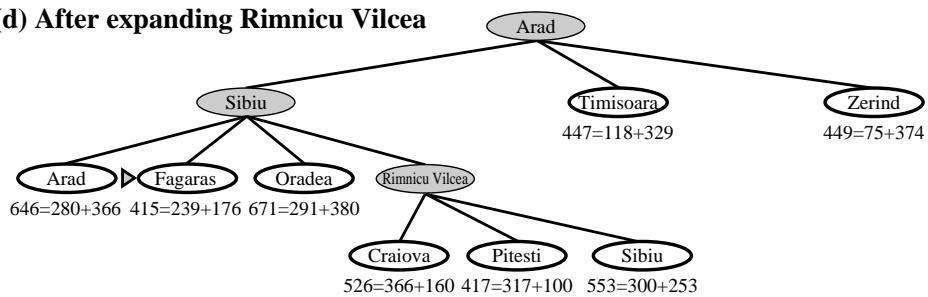 (d) After expanding Rimnicu Vilcea
Arad
Sibiu
Timisoara
Zerind
447=118+329
449=75+374
Arad
Fagaras
Oradea
Rimnicu Vilcea
646=280+366
415=239+176
671=291+380
Craiova
Pitesti
Sibiu
526=366+160
417=317+100
553=300+253